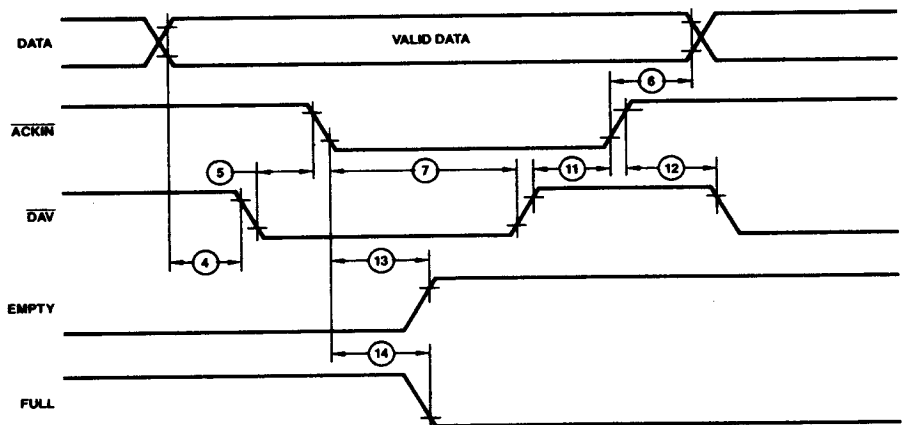 DATA
VALID DATA
6
ACKIN
5
7
11
12
DAV
4
13
EMPTY
14
FULL